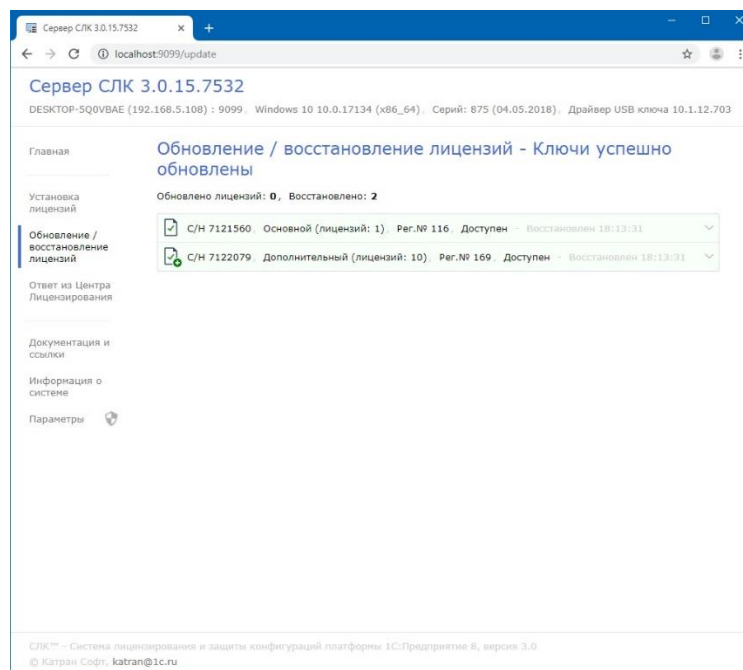 Сервер СЛК 3.0.15.7532
localhost:9099/update
Сервер СЛК 3.0.15.7532
DESKTOP-5Q0VBAE (192.168.5.108) : 9099, Windows 10 10.0.17134 (x86_64), Серий: 875 (04.05.2018), Драйвер USB ключа 10.1.12.703
Главная
Установка
лицензий
Обновление /
восстановление
лицензий
Ответ из Центра
Лицензирования
Документация и
ссылки
Информация о
системе
Параметры
Обновление / восстановление лицензий - Ключи успешно
обновлены
Обновлено лицензий: 0, Восстановлено: 2
С/Н 7121560, Основной (лицензий: 1), Рег.№ 116, Доступен - Восстановлен 18:13:31
С/Н 7122079, Дополнительный (лицензий: 10), Рег.№ 169, Доступен - Восстановлен 18:13:31
СЛК™ - Система лицензирования и защиты конфигураций платформы 1С:Предприятие 8, версия 3.0
© Катран Софт, katran@1c.ru